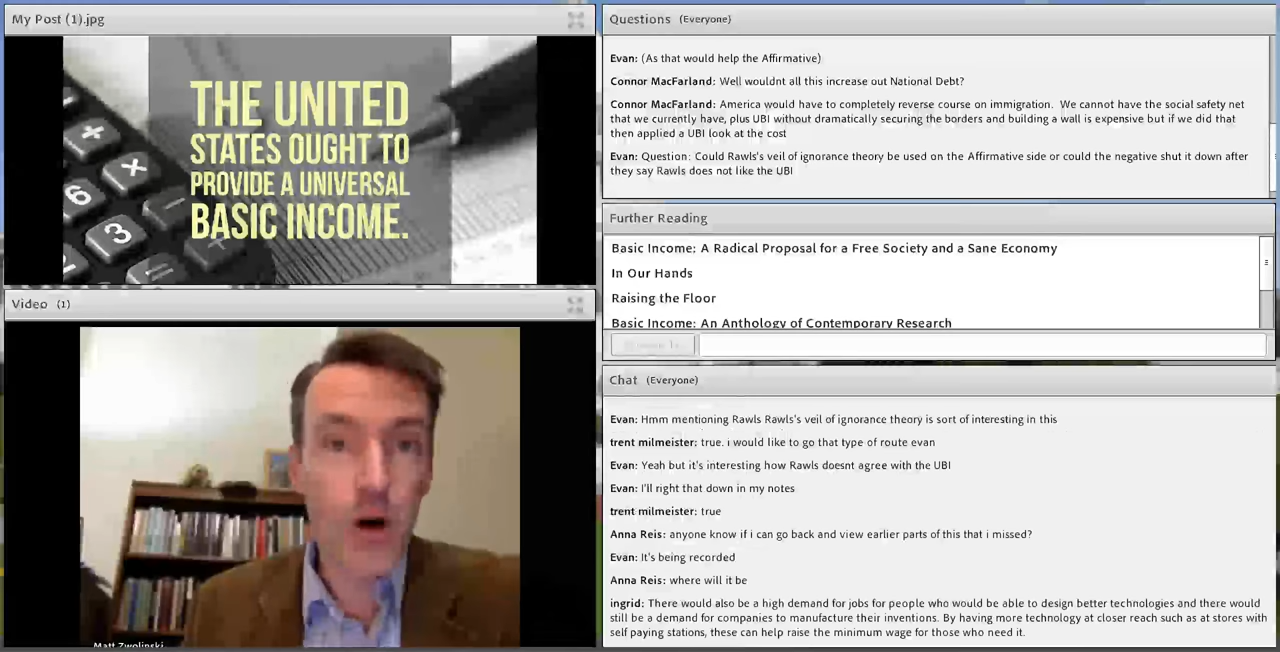 My Post (1).jpg
THE UNITED
STATES OUGHT TO
PROVIDE A UNIVERSAL
BASIC INCOME.
Video (1)
Matt Zwolinski
Questions (Everyone)
Evan: (As that would help the Affirmative)
Connor MacFarland: Well wouldnt all this increase out National Debt?
Connor MacFarland: America would have to completely reverse course on immigration. We cannot have the social safety net
that we currently have, plus UBI without dramatically securing the borders and building a wall is expensive but if we did that
then applied a UBI look at the cost
Evan: Question: Could Rawls's veil of ignorance theory be used on the Affirmative side or could the negative shut it down after
they say Rawls does not like the UBI
Further Reading
Basic Income: A Radical Proposal for a Free Society and a Sane Economy
In Our Hands
Raising the Floor
Basic Income: An Anthology of Contemporary Research
Chat (Everyone)
Evan: Hmm mentioning Rawls Rawls's veil of ignorance theory is sort of interesting in this
trent milmeister: true. i would like to go that type of route evan
Evan: Yeah but it's interesting how Rawls doesnt agree with the UBI
Evan: I'll right that down in my notes
trent milmeister: true
Anna Reis: anyone know if i can go back and view earlier parts of this that i missed?
Evan: It's being recorded
Anna Reis: where will it be
ingrid: There would also be a high demand for jobs for people who would be able to design better technologies and there would
still be a demand for companies to manufacture their inventions. By having more technology at closer reach such as at stores with
self paying stations, these can help raise the minimum wage for those who need it.